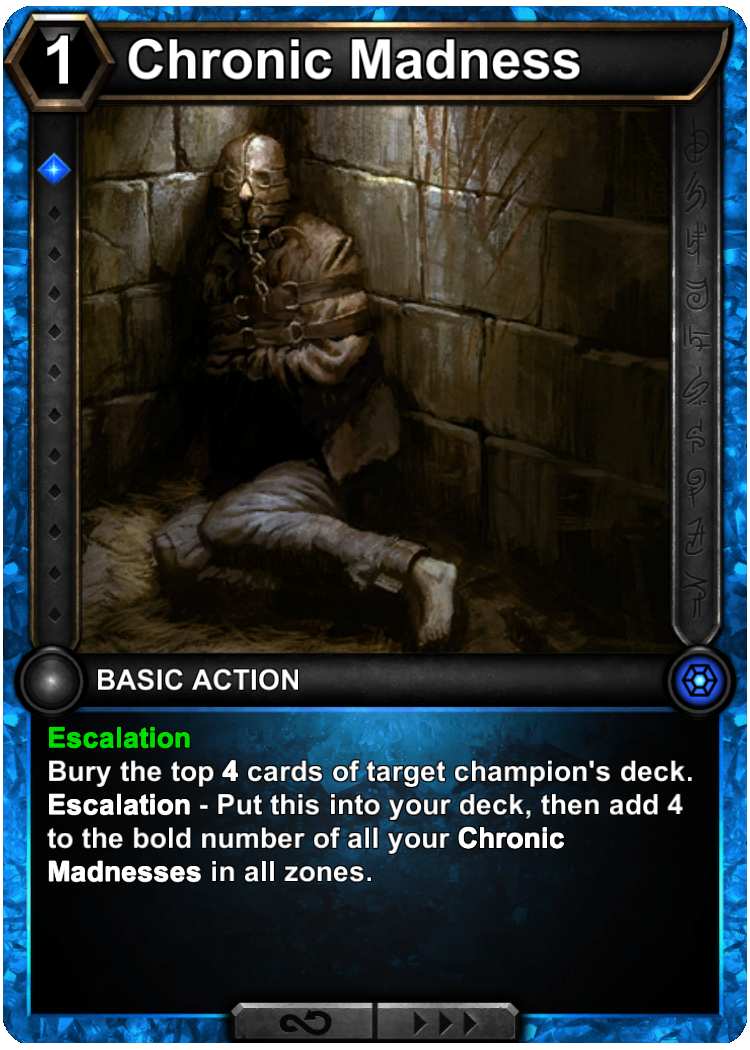 1
Chronic Madness
BASIC ACTION
Escalation
Bury the top 4 cards of target champion's deck.
Escalation - Put this into your deck, then add 4
to the bold number of all your Chronic
Madnesses in all zones.